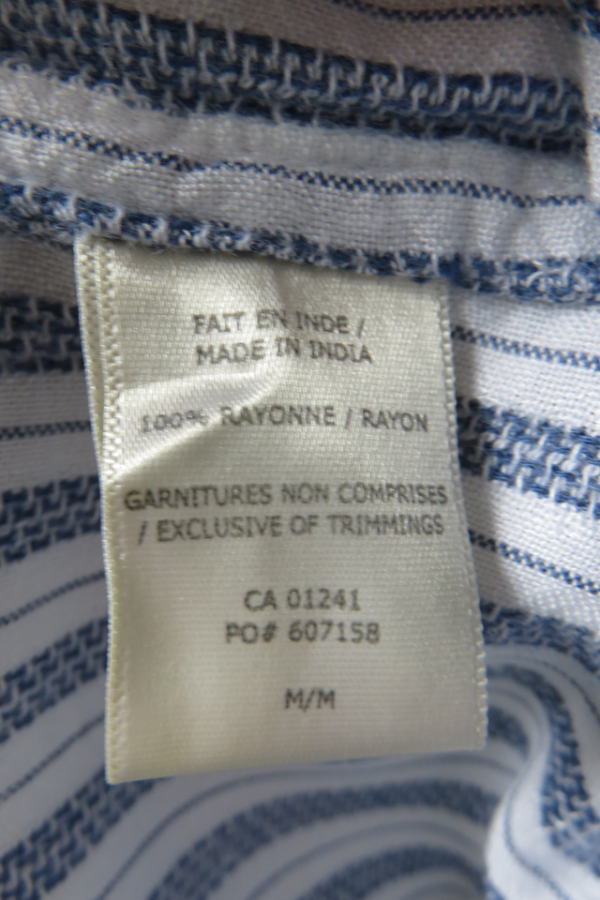 FAIT EN INDE /
MADE IN INDIA
100% RAYONNE / RAYON
GARNITURES NON COMPRISES
/ EXCLUSIVE OF TRIMMINGS
CA 01241
PO# 607158
M/M